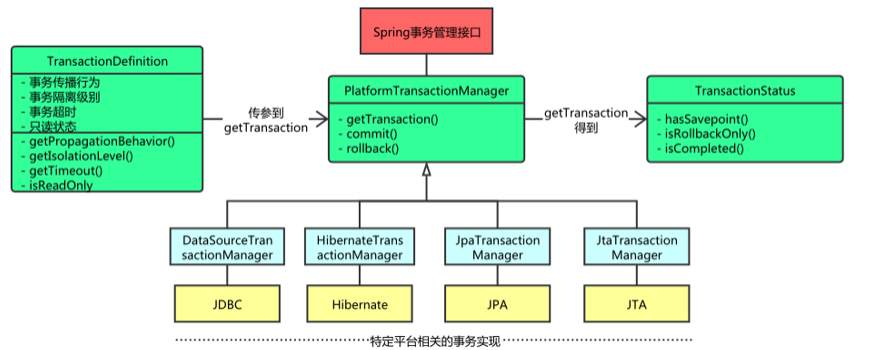 Spring事务管理接口
TransactionDefinition
- 事务传播行为
- 事务隔离级别
- 事务超时
- 只读状态
- getPropagationBehavior()
- getIsolationLevel()
- getTimeout()
- isReadOnly
传参到
getTransaction
PlatformTransactionManager
- getTransaction()
- commit()
- rollback()
getTransaction
得到
TransactionStatus
- hasSavepoint()
- isRollbackOnly()
- isCompleted()
DataSourceTran
sactionManager
HibernateTrans
actionManager
JpaTransaction
Manager
JtaTransaction
Manager
JDBC
Hibernate
JPA
JTA
特定平台相关的事务实现